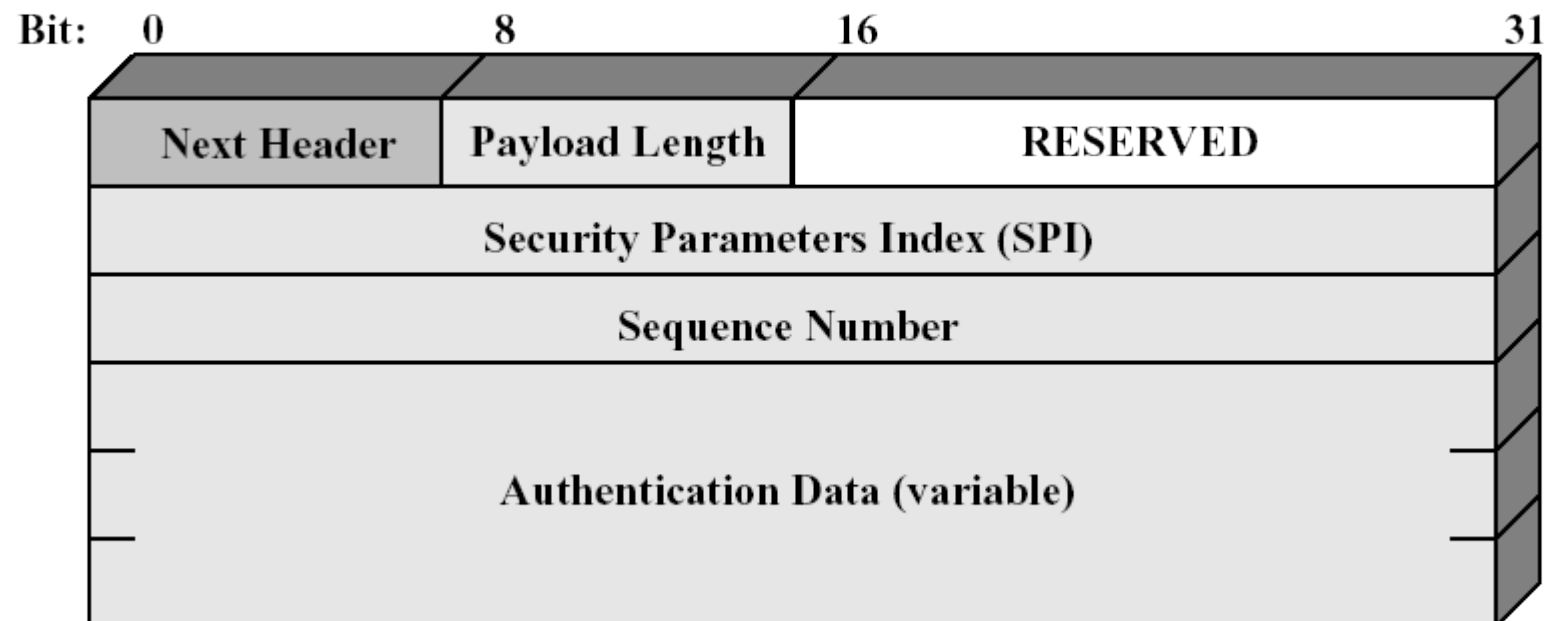 Bit: 0 8 16 31
Next Header Payload Length RESERVED
Security Parameters Index (SPI)
Sequence Number
Authentication Data (variable)